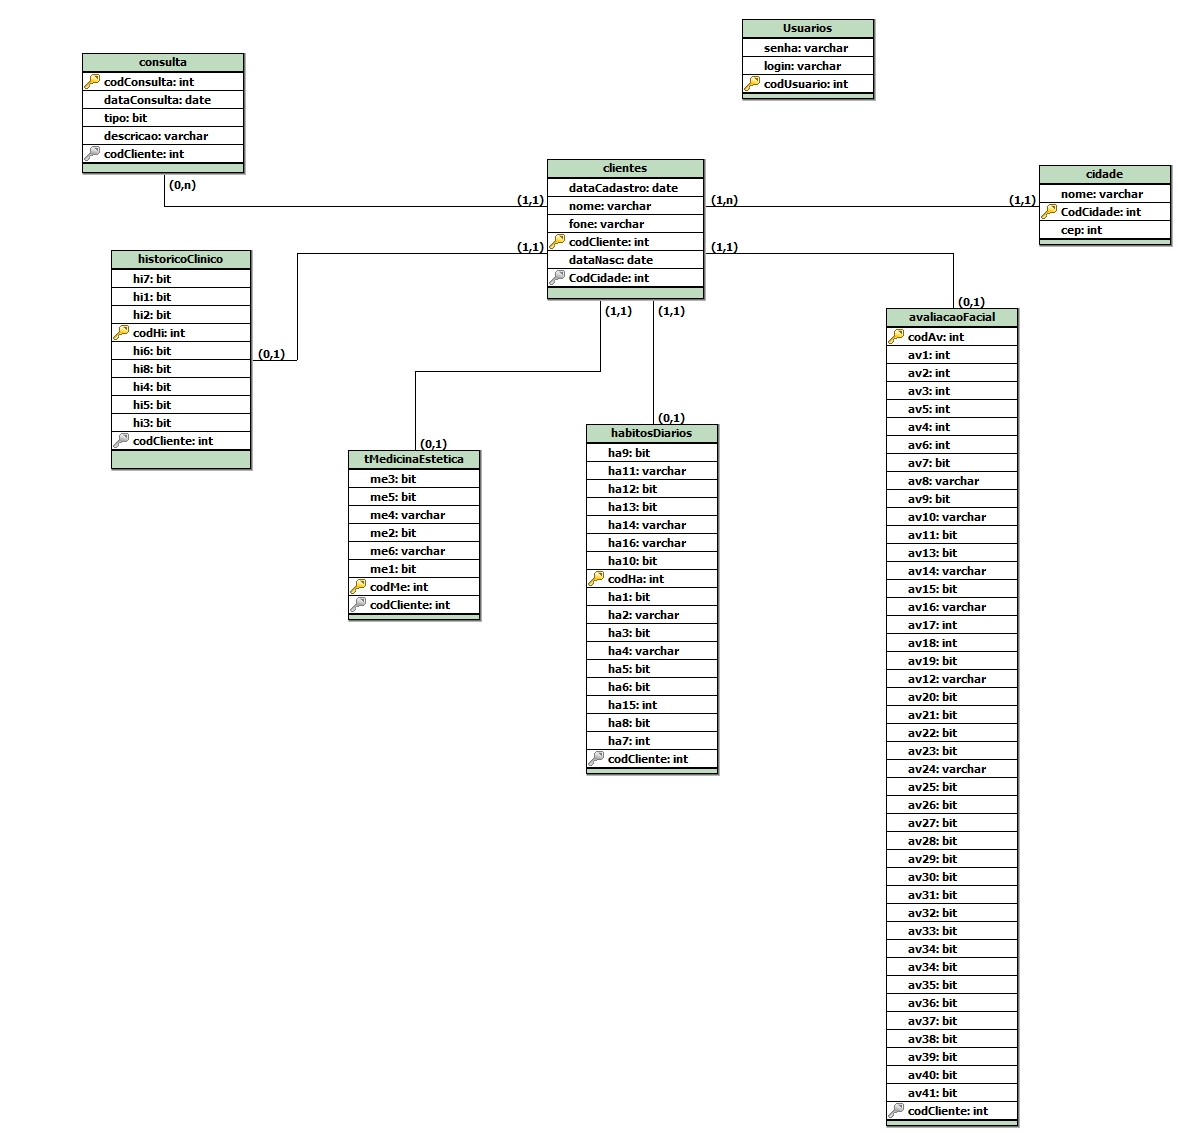 Usuarios
senha: varchar
login: varchar
codUsuario: int
consulta
codConsulta: int
dataConsulta: date
tipo: bit
descricao: varchar
codCliente: int
(0,n)
(1,1)
clientes
dataCadastro: date
nome: varchar
fone: varchar
codCliente: int
dataNasc: date
CodCidade: int
(1,n)
(1,1)
cidade
nome: varchar
CodCidade: int
cep: int
(1,1)
(1,1)
historicoClinico
hi7: bit
hi1: bit
hi2: bit
codHi: int
hi6: bit
hi8: bit
hi4: bit
hi5: bit
hi3: bit
codCliente: int
(0,1)
(1,1)
(1,1)
(0,1)
tMedicinaEstetica
me3: bit
me5: bit
me4: varchar
me2: bit
me6: varchar
me1: bit
codMe: int
codCliente: int
(0,1)
habitosDiarios
ha9: bit
ha11: varchar
ha12: bit
ha13: bit
ha14: varchar
ha16: varchar
ha10: bit
codHa: int
ha1: bit
ha2: varchar
ha3: bit
ha4: varchar
ha5: bit
ha6: bit
ha15: int
ha8: bit
ha7: int
codCliente: int
(0,1)
avaliacaoFacial
codAv: int
av1: int
av2: int
av3: int
av5: int
av4: int
av6: int
av7: bit
av8: varchar
av9: bit
av10: varchar
av11: bit
av13: bit
av14: varchar
av15: bit
av16: varchar
av17: int
av18: int
av19: bit
av12: varchar
av20: bit
av21: bit
av22: bit
av23: bit
av24: varchar
av25: bit
av26: bit
av27: bit
av28: bit
av29: bit
av30: bit
av31: bit
av32: bit
av33: bit
av34: bit
av34: bit
av35: bit
av36: bit
av37: bit
av38: bit
av39: bit
av40: bit
av41: bit
codCliente: int